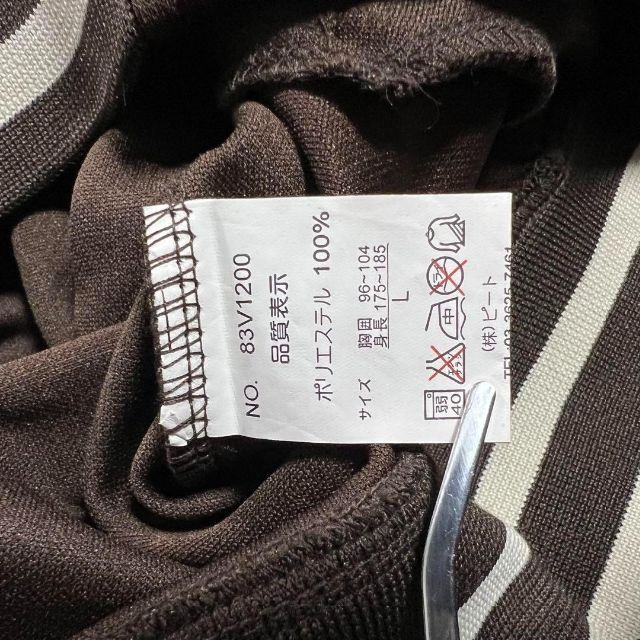 NO. 83V1200
品質表示
ポリエステル 100%
サイズ 胸囲 96~104
身長 175~185
L
弱
40
(株)ビート